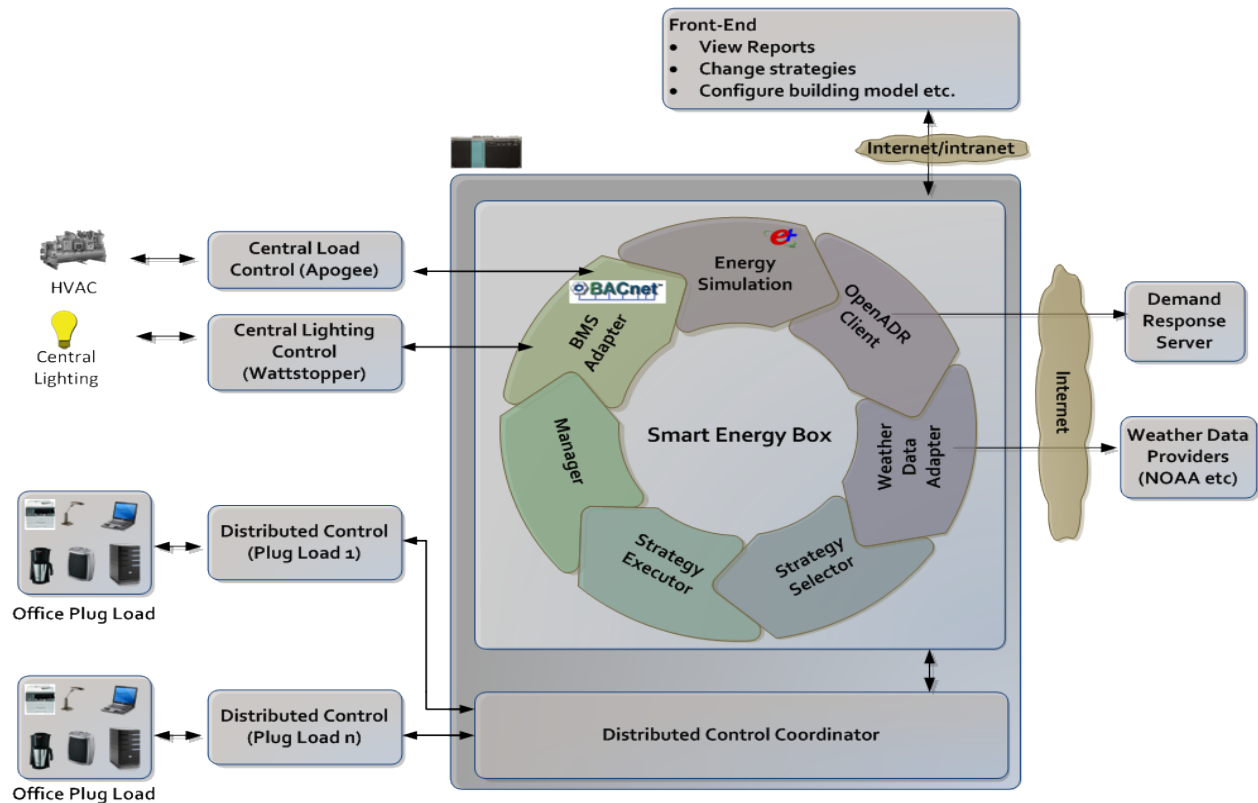 Front-End
• View Reports
• Change strategies
• Configure building model etc.
Internet/intranet
HVAC
Central Load
Control (Apogee)
Central
Lighting
Central Lighting
Control
(Wattstopper)
BACnet™
BMS
Adapter
e+
Energy
Simulation
OpenADR
Client
Weather
Data
Adapter
Strategy
Selector
Strategy
Executor
Manager
Smart Energy Box
Internet
Demand
Response
Server
Weather Data
Providers
(NOAA etc)
Office Plug Load
Distributed Control
(Plug Load 1)
Office Plug Load
Distributed Control
(Plug Load n)
Distributed Control Coordinator